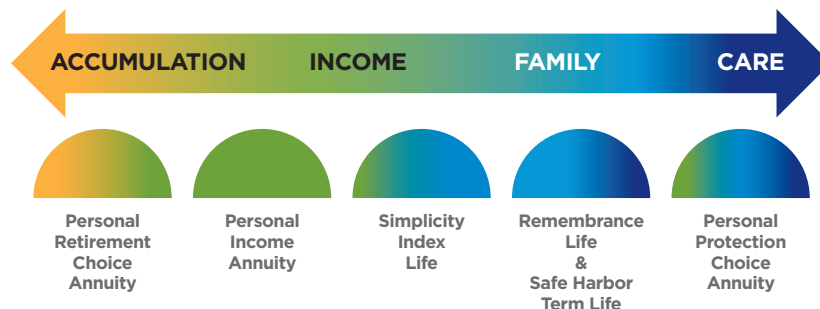 ACCUMULATION INCOME FAMILY CARE
Personal
Retirement
Choice
Annuity
Personal
Income
Annuity
Simplicity
Index
Life
Remembrance
Life
&
Safe Harbor
Term Life
Personal
Protection
Choice
Annuity